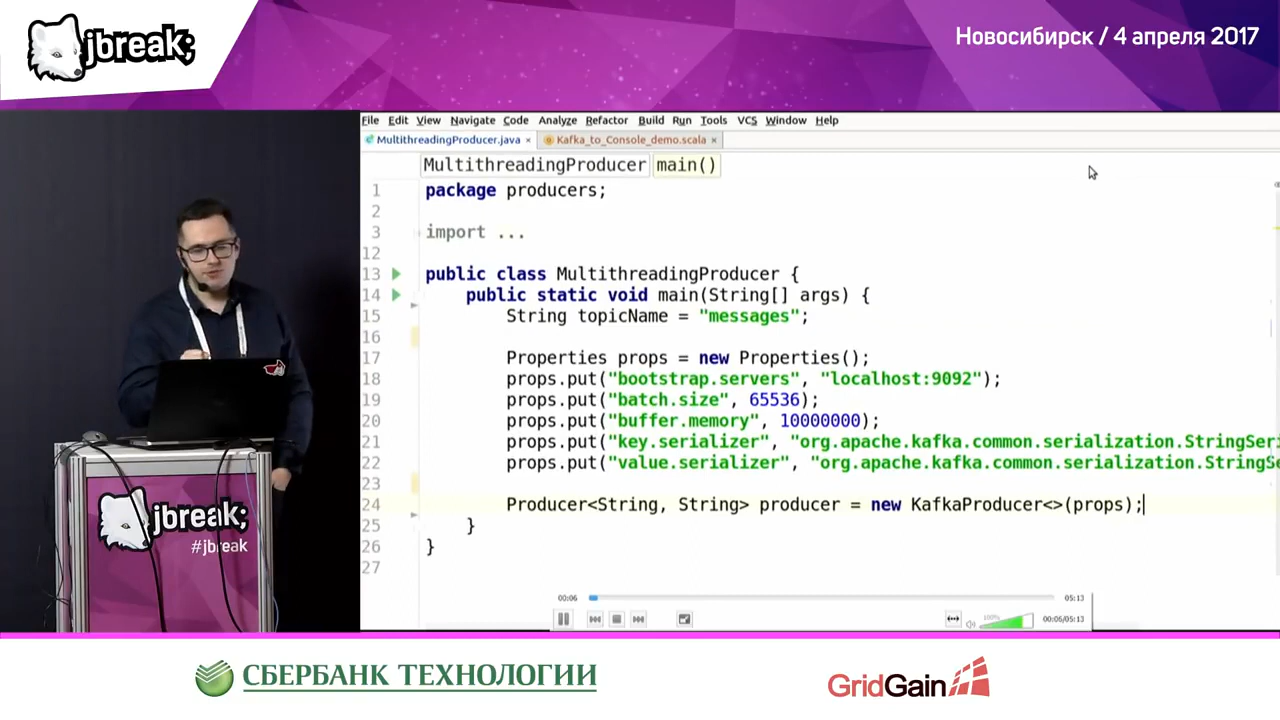 jbreak;
Новосибирск / 4 апреля 2017
File Edit View Navigate Code Analyze Refactor Build Run Tools VCS Window Help
MultithreadingProducer.java × Kafka_to_Console_demo.scala ×
MultithreadingProducer main()
1 package producers;
2
3 import ...
12
13 public class MultithreadingProducer {
14 public static void main(String[] args) {
15 String topicName = "messages";
16
17 Properties props = new Properties();
18 props.put("bootstrap.servers", "localhost:9092");
19 props.put("batch.size", 65536);
20 props.put("buffer.memory", 10000000);
21 props.put("key.serializer", "org.apache.kafka.common.serialization.StringSeri
22 props.put("value.serializer", "org.apache.kafka.common.serialization.StringSe
23
24 Producer<String, String> producer = new KafkaProducer<>(props);
25 }
26 }
27
00:06 05:13
100%
00:06/05:13
jbreak;
#jbreak
СБЕРБАНК ТЕХНОЛОГИИ
GridGain